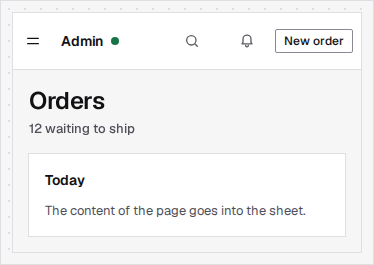 Admin
New order
Orders
12 waiting to ship
Today
The content of the page goes into the sheet.